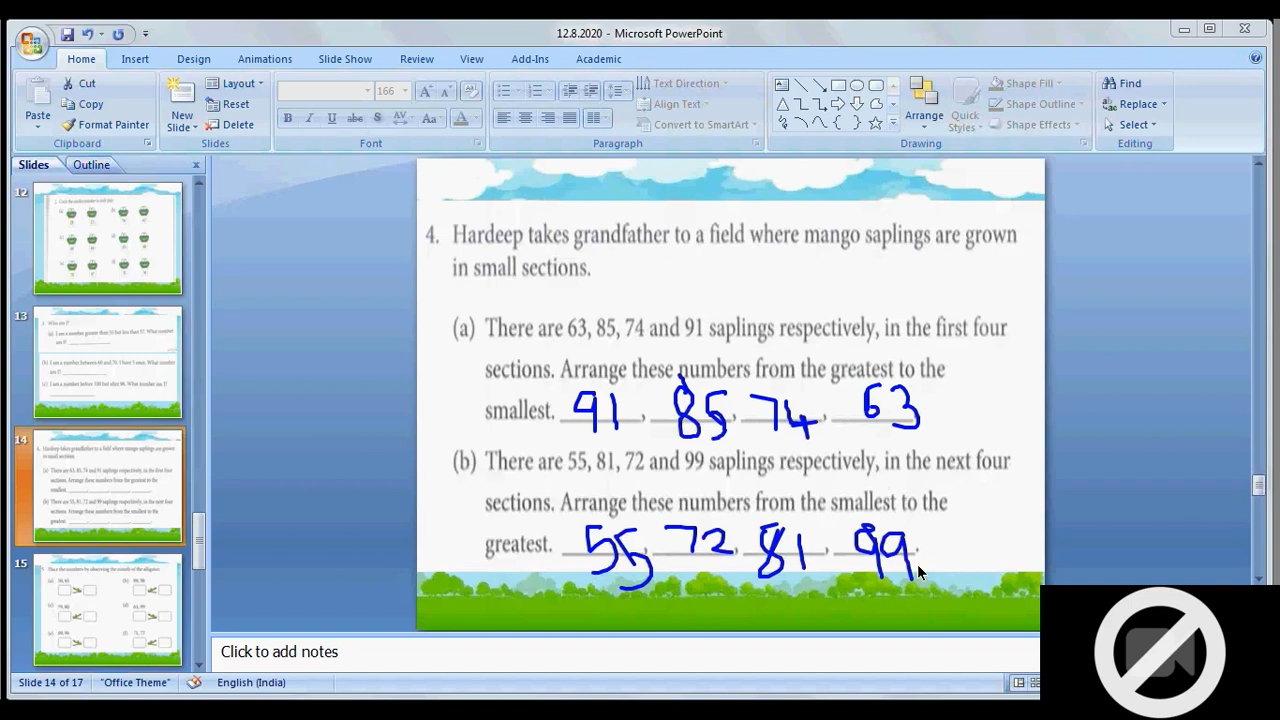 12.8.2020 - Microsoft PowerPoint
Home Insert Design Slide Show Review View Add-Ins Academic
Animations
Paste
Cut
Copy
Format Painter
Clipboard
New Slide
Layout
Reset
Delete
Slides
166
B I U abc S AV Aa A
Font
Text Direction
Align Text
Convert to SmartArt
Paragraph
Arrange
Quick Styles
Shape Fill
Shape Outline
Shape Effects
Drawing
Find
Replace
Select
Editing
Slides Outline
12
13
14
15
4. Hardeep takes grandfather to a field where mango saplings are grown
in small sections.
(a) There are 63, 85, 74 and 91 saplings respectively, in the first four
sections. Arrange these numbers from the greatest to the
smallest. 91, 85, 74, 63
(b) There are 55, 81, 72 and 99 saplings respectively, in the next four
sections. Arrange these numbers from the smallest to the
greatest. 55, 72, 81, 99.
Click to add notes
Slide 14 of 17 "Office Theme" English (India)